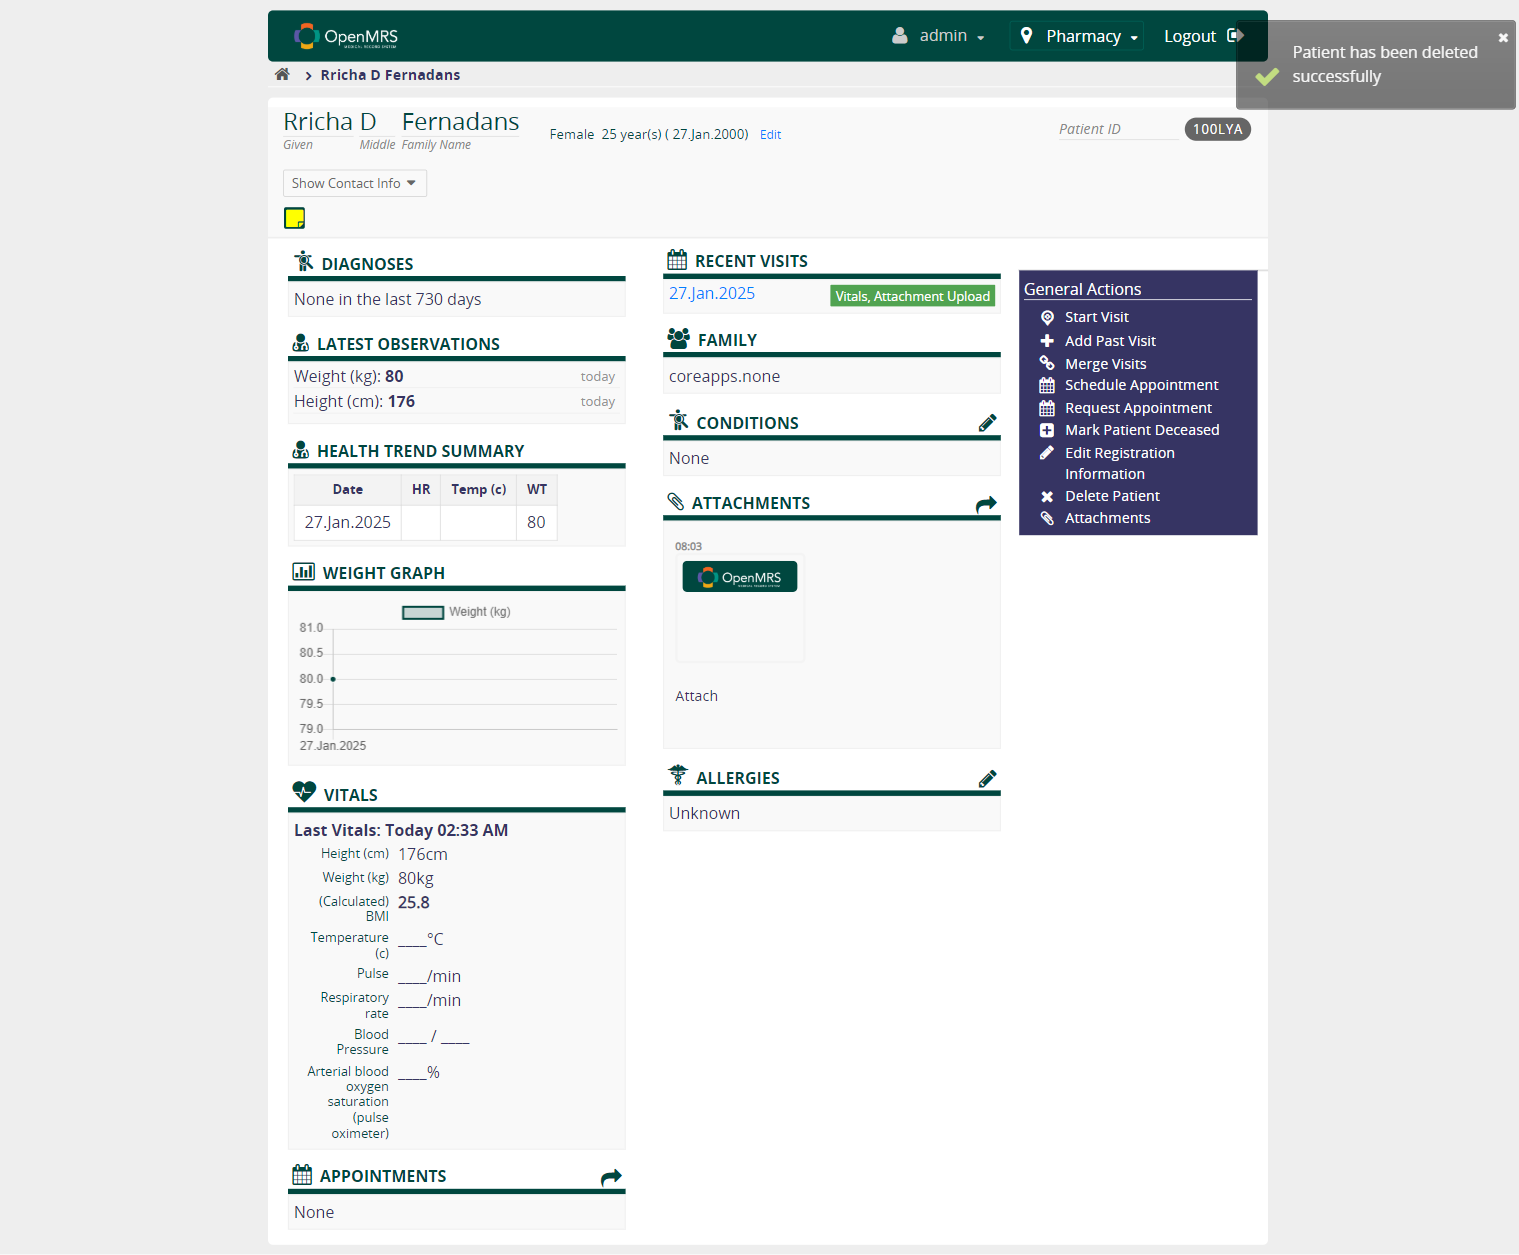 OpenMRS
MEDICAL RECORD SYSTEM
admin
Pharmacy
Logout
Patient has been deleted
successfully
Rricha D Fernadans
Rricha D Fernadans
Given Middle Family Name
Female 25 year(s) ( 27.Jan.2000) Edit
Patient ID 100LYA
Show Contact Info
DIAGNOSES
None in the last 730 days
LATEST OBSERVATIONS
Weight (kg): 80 today
Height (cm): 176 today
HEALTH TREND SUMMARY
Date HR Temp (c) WT
27.Jan.2025 80
WEIGHT GRAPH
Weight (kg)
81.0
80.5
80.0
79.5
79.0
27.Jan.2025
VITALS
Last Vitals: Today 02:33 AM
Height (cm) 176cm
Weight (kg) 80kg
(Calculated) 25.8
BMI
Temperature ____°C
(c)
Pulse ____/min
Respiratory ____/min
rate
Blood ____ / ____
Pressure
Arterial blood ____%
oxygen
saturation
(pulse
oximeter)
APPOINTMENTS
None
RECENT VISITS
27.Jan.2025 Vitals, Attachment Upload
FAMILY
coreapps.none
CONDITIONS
None
ATTACHMENTS
08:03
OpenMRS
MEDICAL RECORD SYSTEM
Attach
ALLERGIES
Unknown
General Actions
Start Visit
Add Past Visit
Merge Visits
Schedule Appointment
Request Appointment
Mark Patient Deceased
Edit Registration
Information
Delete Patient
Attachments